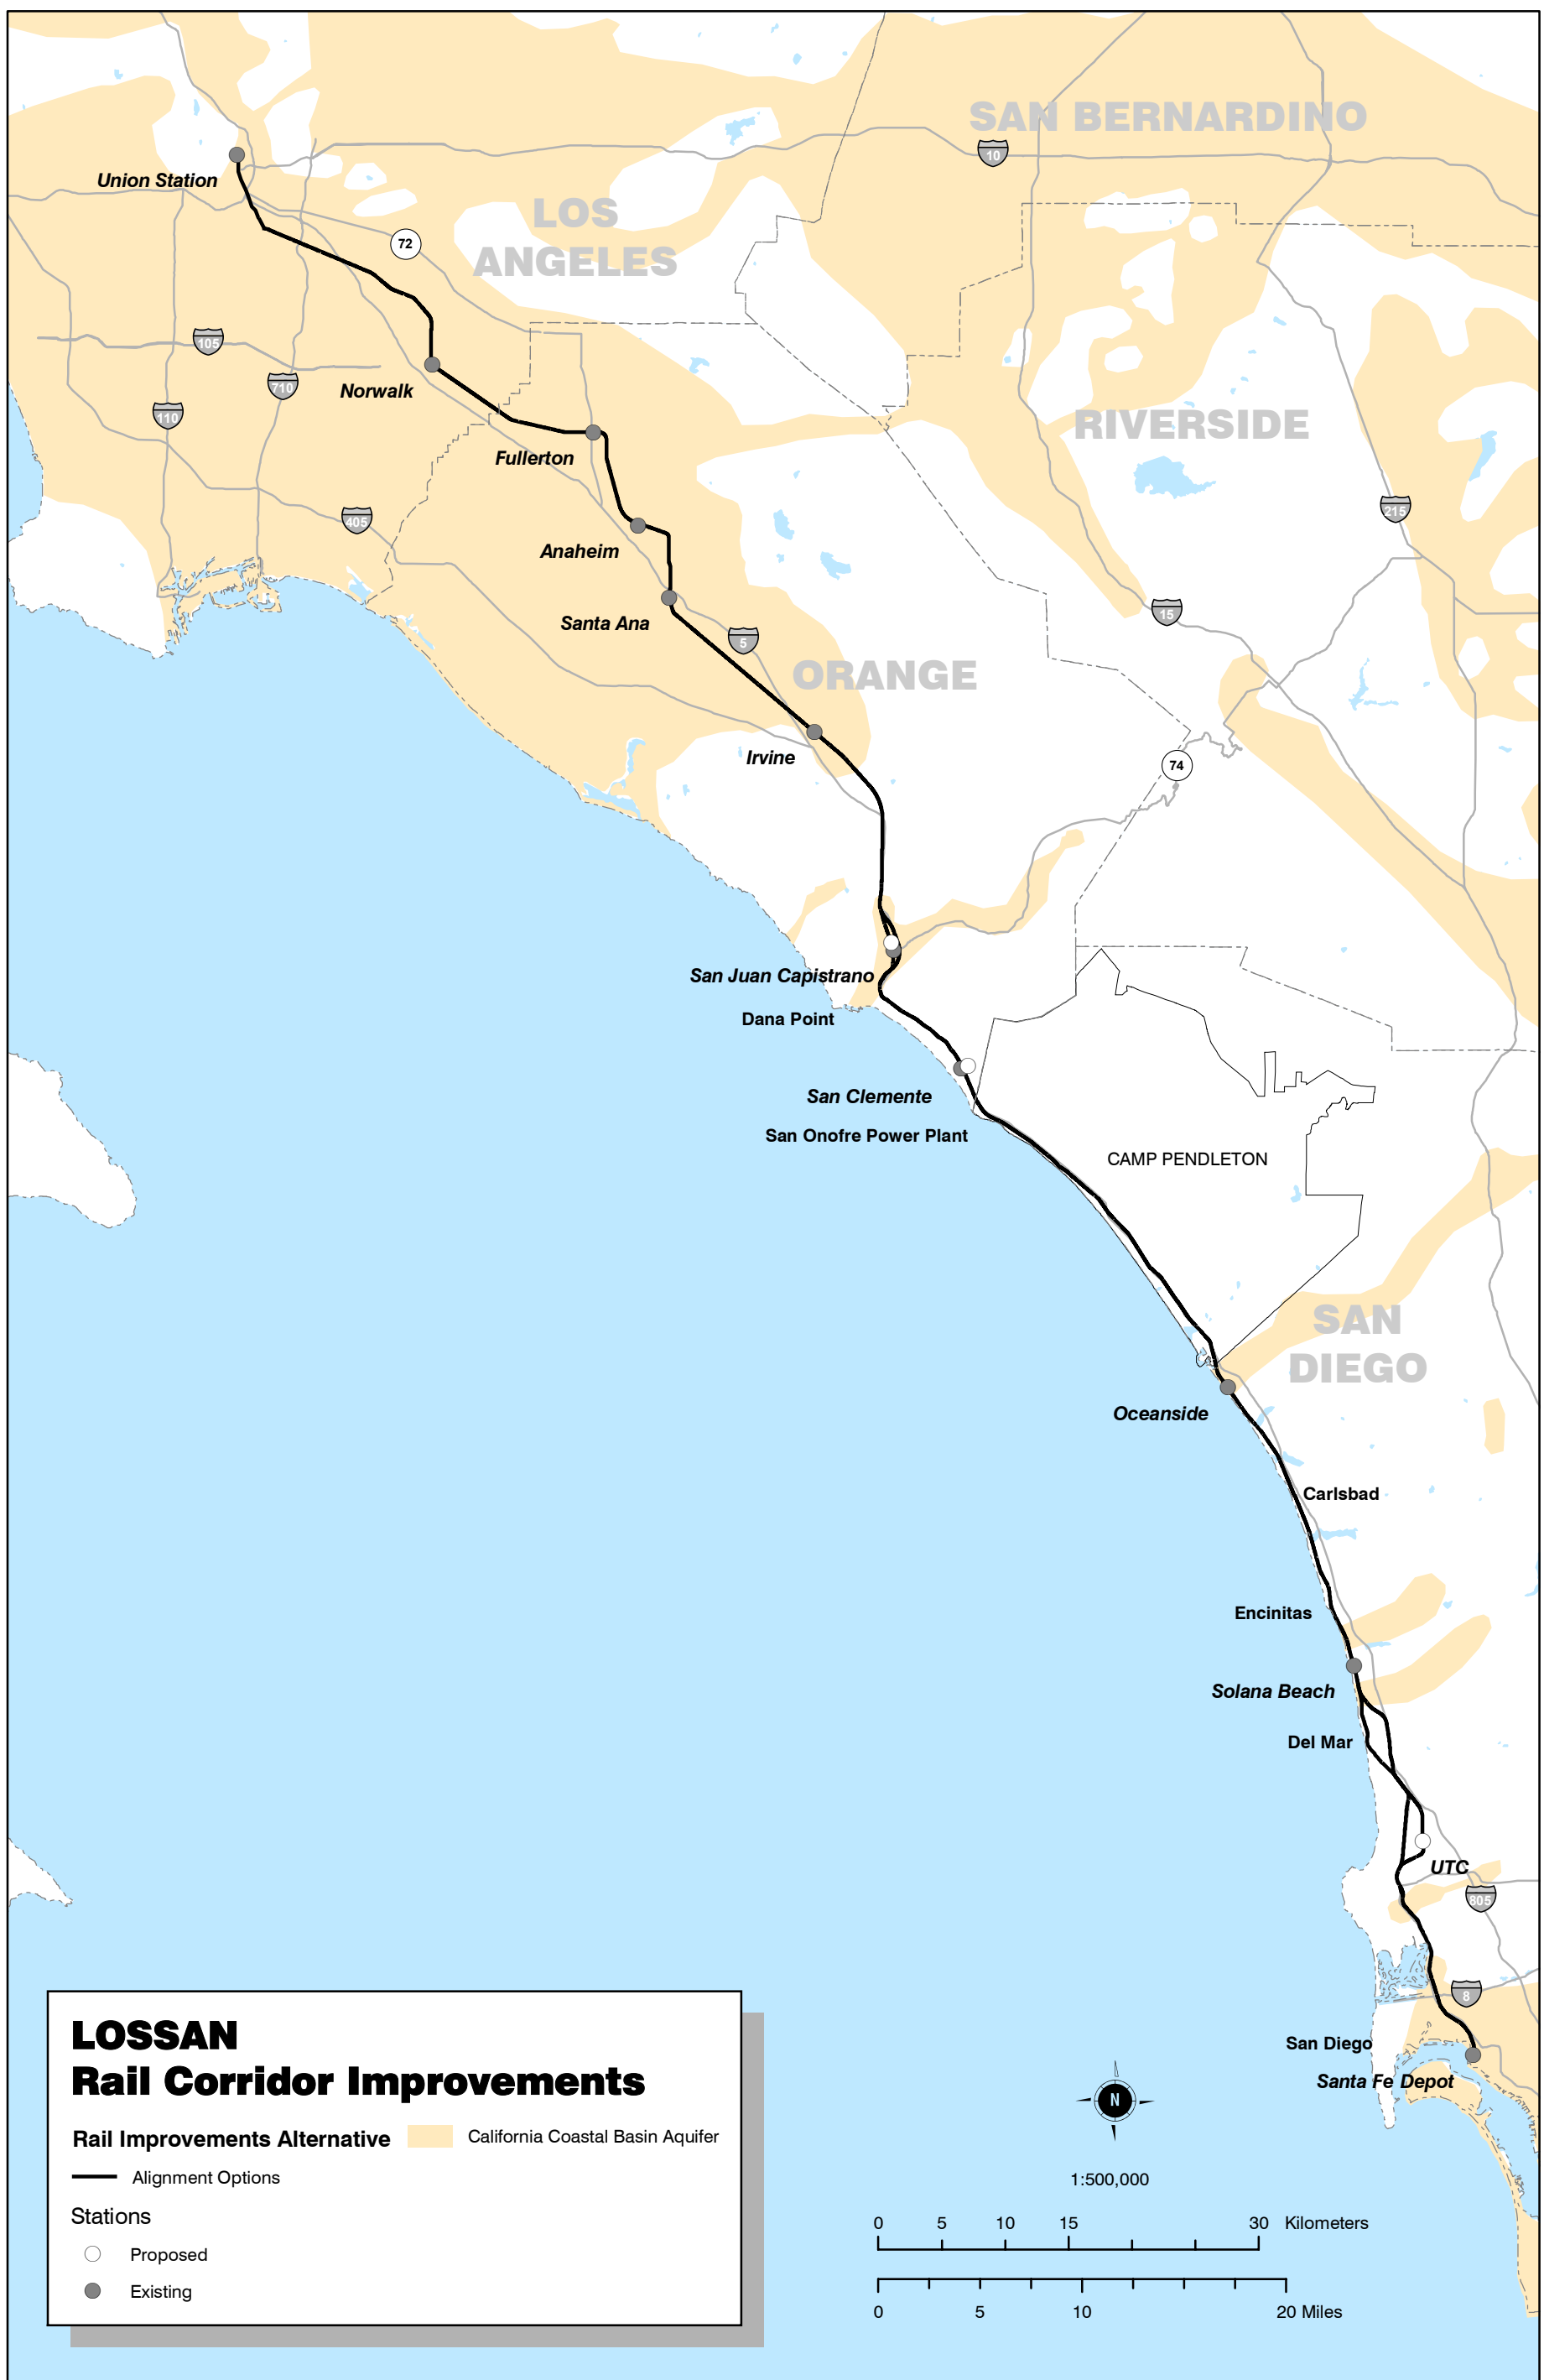 SAN BERNARDINO
10
Union Station
LOS
ANGELES
72
105
710
Norwalk
110
RIVERSIDE
Fullerton
405
215
Anaheim
Santa Ana
15
5
ORANGE
Irvine
74
San Juan Capistrano
Dana Point
San Clemente
San Onofre Power Plant
CAMP PENDLETON
SAN
DIEGO
Oceanside
Carlsbad
Encinitas
Solana Beach
Del Mar
UTC
805
8
San Diego
Santa Fe Depot
LOSSAN
Rail Corridor Improvements
Rail Improvements Alternative
California Coastal Basin Aquifer
Alignment Options
Stations
Proposed
Existing
N
1:500,000
0 5 10 15 30 Kilometers
0 5 10 20 Miles